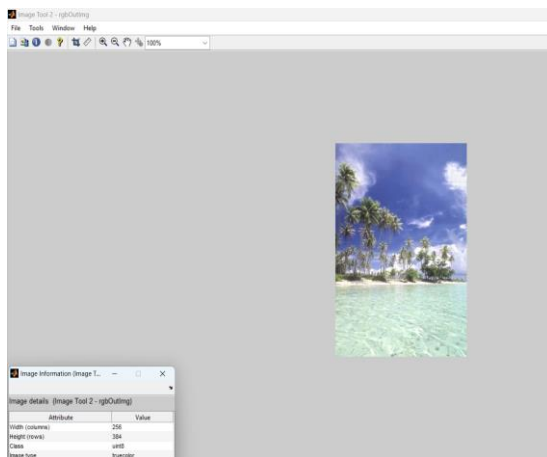 Image Tool 2 - rgbOutImg
File Tools Window Help
100%
Image Information (Image T...
Image details (Image Tool 2 - rgbOutImg)
Attribute Value
Width (columns) 256
Height (rows) 384
Class uint8
Image type truecolor